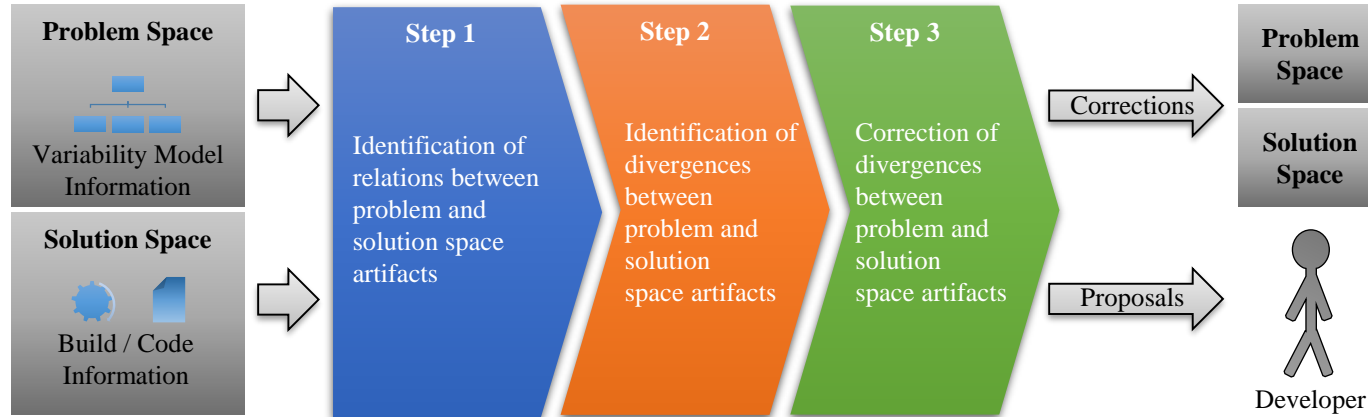 Problem Space
Variability Model
Information
Solution Space
Build / Code
Information
Step 1
Identification of
relations between
problem and
solution space
artifacts
Step 2
Identification of
divergences
between
problem and
solution
space artifacts
Step 3
Correction of
divergences
between
problem and
solution
space artifacts
Corrections
Proposals
Problem
Space
Solution
Space
Developer